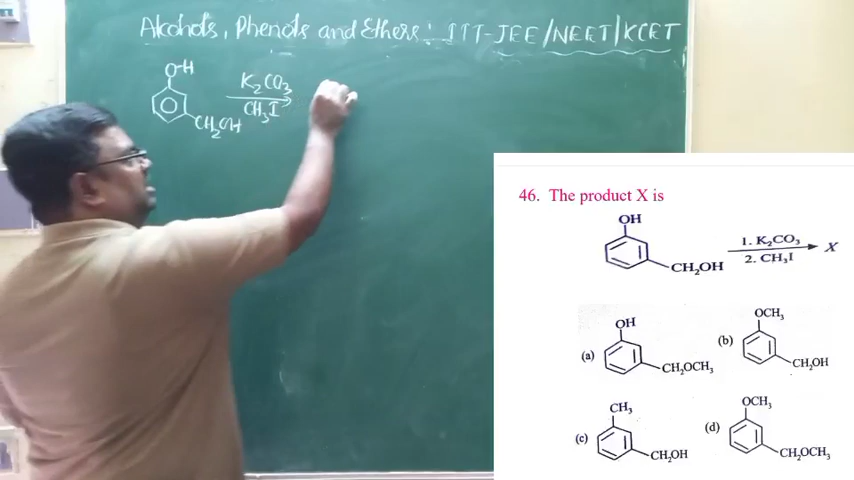 Alcohols, Phenols and Ethers: IIT-JEE/NEET/KCET
O-H
K2CO3
CH3I
CH2OH
46. The product X is
OH
1. K2CO3
2. CH3I
X
CH2OH
OH
(a)
CH2OCH3
OCH3
(b)
CH2OH
CH3
(c)
CH2OH
OCH3
(d)
CH2OCH3